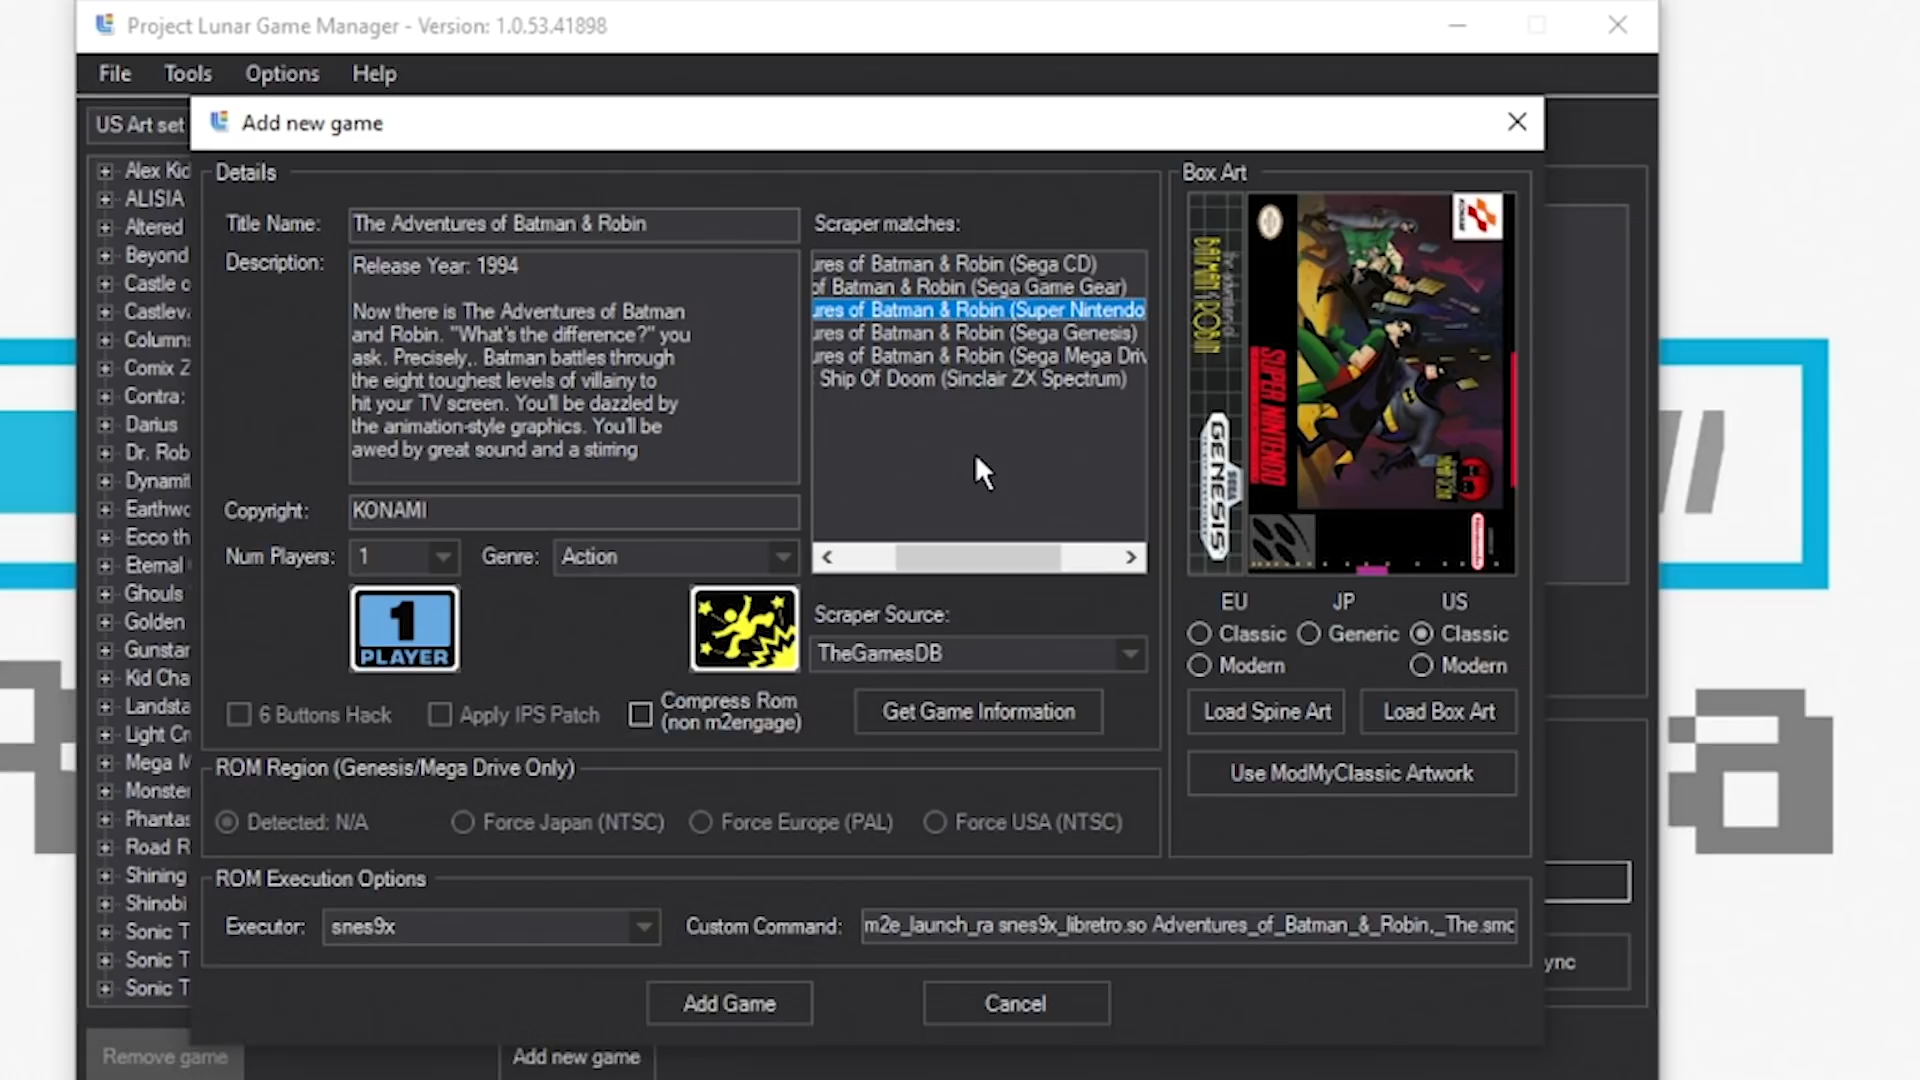 Project Lunar Game Manager - Version: 1.0.53.41898
File Tools Options Help
US Art set
Add new game
Alex Kid
ALISIA
Altered
Beyond
Castle o
Castleva
Column
Comix Z
Contra:
Darius
Dr. Rob
Dynamit
Earthwo
Ecco th
Eternal
Ghouls
Golden
Gunstar
Kid Cha
Landsta
Light Cr
Mega M
Monster
Phantas
Road R
Shining
Shinobi
Sonic T
Sonic T
Sonic T
Details
Title Name: The Adventures of Batman & Robin
Description: Release Year: 1994
Now there is The Adventures of Batman
and Robin. "What's the difference?" you
ask. Precisely,. Batman battles through
the eight toughest levels of villainy to
hit your TV screen. You'll be dazzled by
the animation-style graphics. You'll be
awed by great sound and a stirring
Copyright: KONAMI
Num Players: 1 Genre: Action
1
PLAYER
6 Buttons Hack Apply IPS Patch Compress Rom
(non m2engage)
Scraper matches:
ures of Batman & Robin (Sega CD)
of Batman & Robin (Sega Game Gear)
ures of Batman & Robin (Super Nintendo
ures of Batman & Robin (Sega Genesis)
ures of Batman & Robin (Sega Mega Driv
Ship Of Doom (Sinclair ZX Spectrum)
Scraper Source:
TheGamesDB
Get Game Information
Box Art
BATMAN & ROBIN
SEGA
GENESIS
SUPER NINTENDO
KONAMI
Nintendo
EU JP US
Classic Generic Classic
Modern Modern
Load Spine Art Load Box Art
Use ModMyClassic Artwork
ROM Region (Genesis/Mega Drive Only)
Detected: N/A Force Japan (NTSC) Force Europe (PAL) Force USA (NTSC)
ROM Execution Options
Executor: snes9x Custom Command: m2e_launch_ra snes9x_libretro.so Adventures_of_Batman_&_Robin,_The.smc
Add Game Cancel
ync
Remove game Add new game